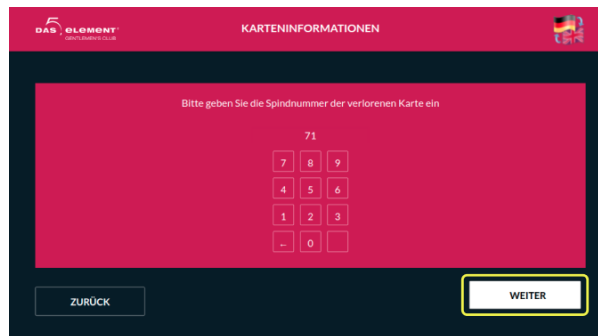 DAS 5 ELEMENT
GENTLEMEN'S CLUB
KARTENINFORMATIONEN
Bitte geben Sie die Spindnummer der verlorenen Karte ein
71
7 8 9
4 5 6
1 2 3
← 0
ZURÜCK
WEITER